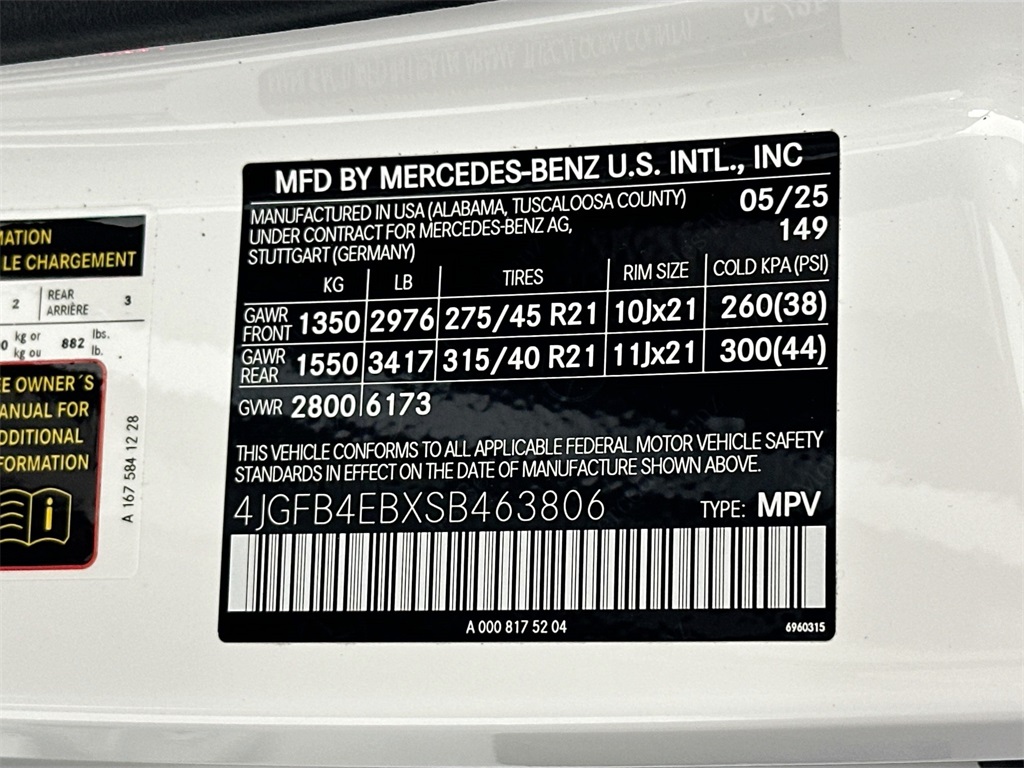 MFD BY MERCEDES-BENZ U.S. INTL., INC
MANUFACTURED IN USA (ALABAMA, TUSCALOOSA COUNTY) 05/25
UNDER CONTRACT FOR MERCEDES-BENZ AG, 149
STUTTGART (GERMANY)
KG LB TIRES RIM SIZE COLD KPA (PSI)
GAWR FRONT 1350 2976 275/45 R21 10Jx21 260(38)
GAWR REAR 1550 3417 315/40 R21 11Jx21 300(44)
GVWR 2800 6173
THIS VEHICLE CONFORMS TO ALL APPLICABLE FEDERAL MOTOR VEHICLE SAFETY
STANDARDS IN EFFECT ON THE DATE OF MANUFACTURE SHOWN ABOVE.
4JGFB4EBXSB463806 TYPE: MPV
A 000 817 52 04 6960315
MATION
LE CHARGEMENT
2 REAR ARRIÈRE 3
0 kg or kg ou 882 lbs. lb.
EE OWNER´S
ANUAL FOR
DDITIONAL
FORMATION
A 167 584 12 28